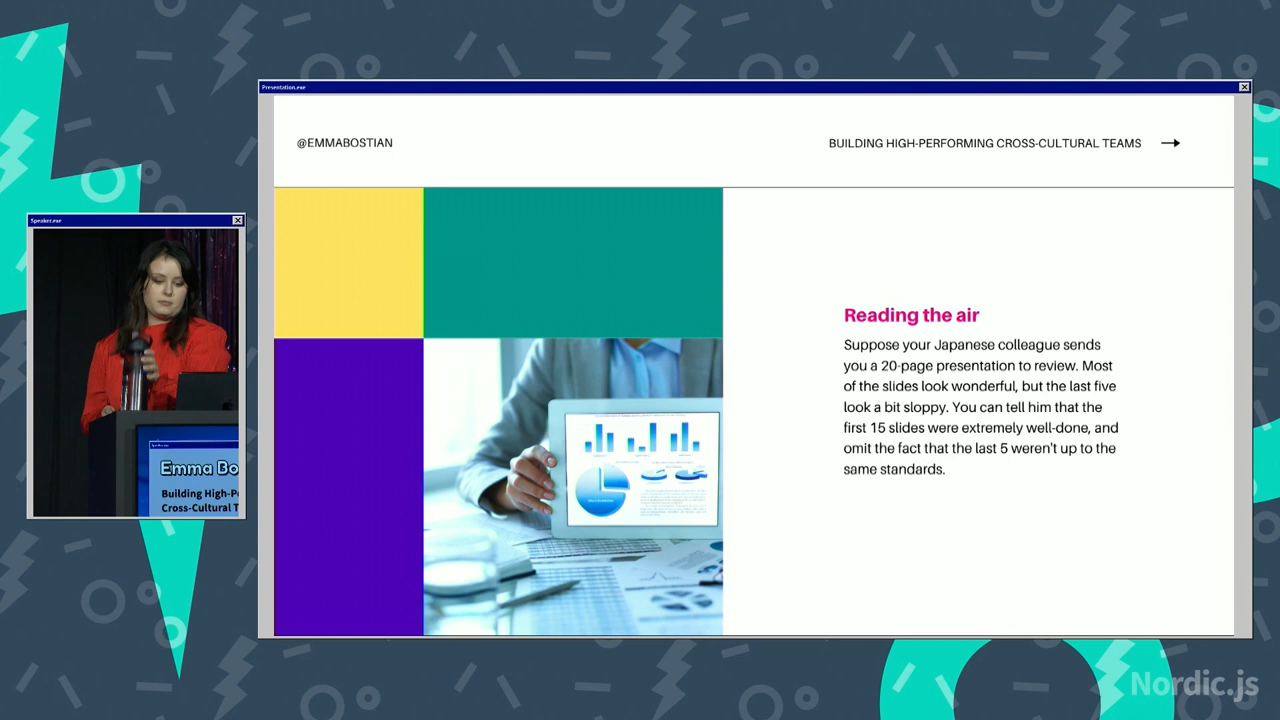 Presentation.exe
@EMMABOSTIAN
BUILDING HIGH-PERFORMING CROSS-CULTURAL TEAMS
Speaker.exe
Emma Bo
Building High-Pe
Cross-Cultural T
Reading the air
Suppose your Japanese colleague sends
you a 20-page presentation to review. Most
of the slides look wonderful, but the last five
look a bit sloppy. You can tell him that the
first 15 slides were extremely well-done, and
omit the fact that the last 5 weren't up to the
same standards.
Nordic.js